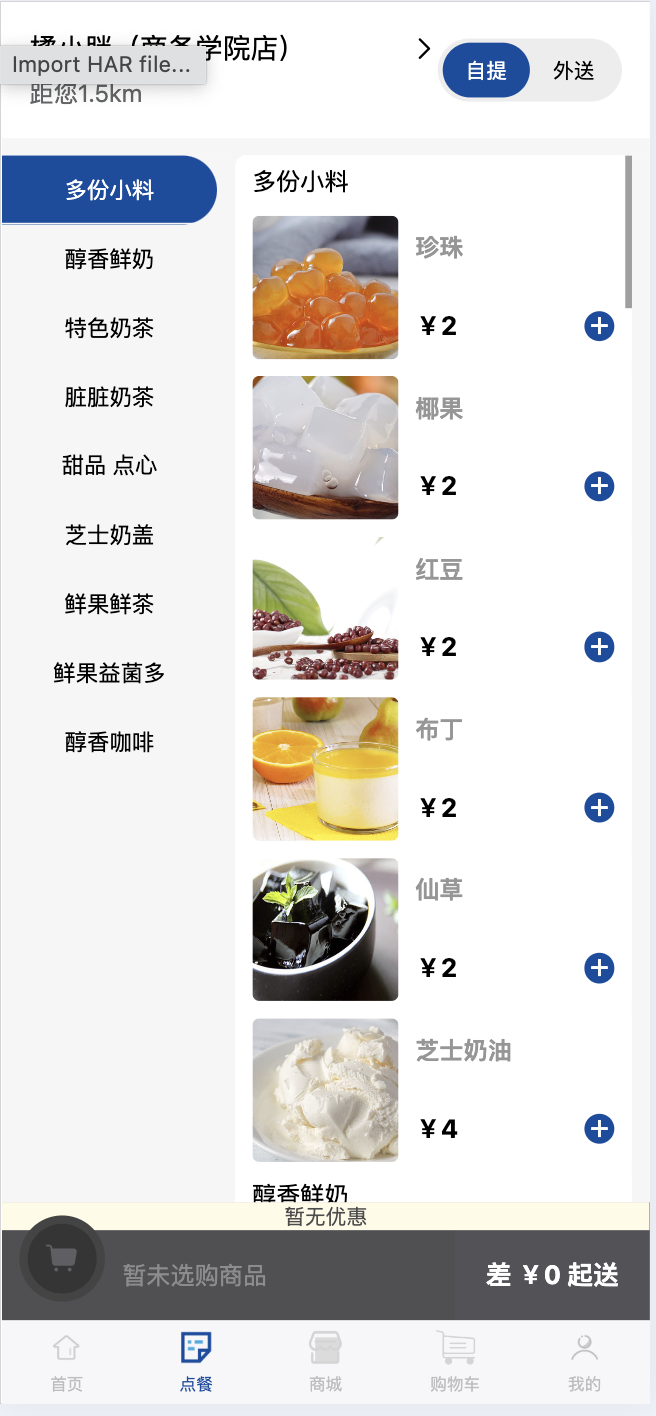 橘小胖（商务学院店）
自提
外送
Import HAR file...
距您1.5km
多份小料
醇香鲜奶
特色奶茶
脏脏奶茶
甜品 点心
芝士奶盖
鲜果鲜茶
鲜果益菌多
醇香咖啡
多份小料
珍珠
￥2
椰果
￥2
红豆
￥2
布丁
￥2
仙草
￥2
芝士奶油
￥4
醇香鲜奶
暂无优惠
暂未选购商品
差 ￥0 起送
首页
点餐
商城
购物车
我的